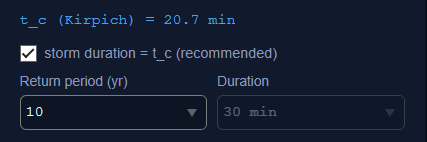 t_c (Kirpich) = 20.7 min
storm duration = t_c (recommended)
Return period (yr) Duration
10 30 min